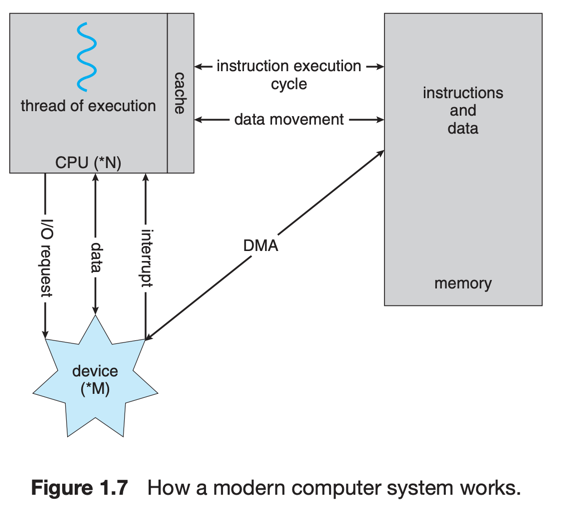 thread of execution
cache
CPU (*N)
instruction execution
cycle
data movement
instructions
and
data
memory
I/O request
data
interrupt
DMA
device
(*M)
Figure 1.7 How a modern computer system works.